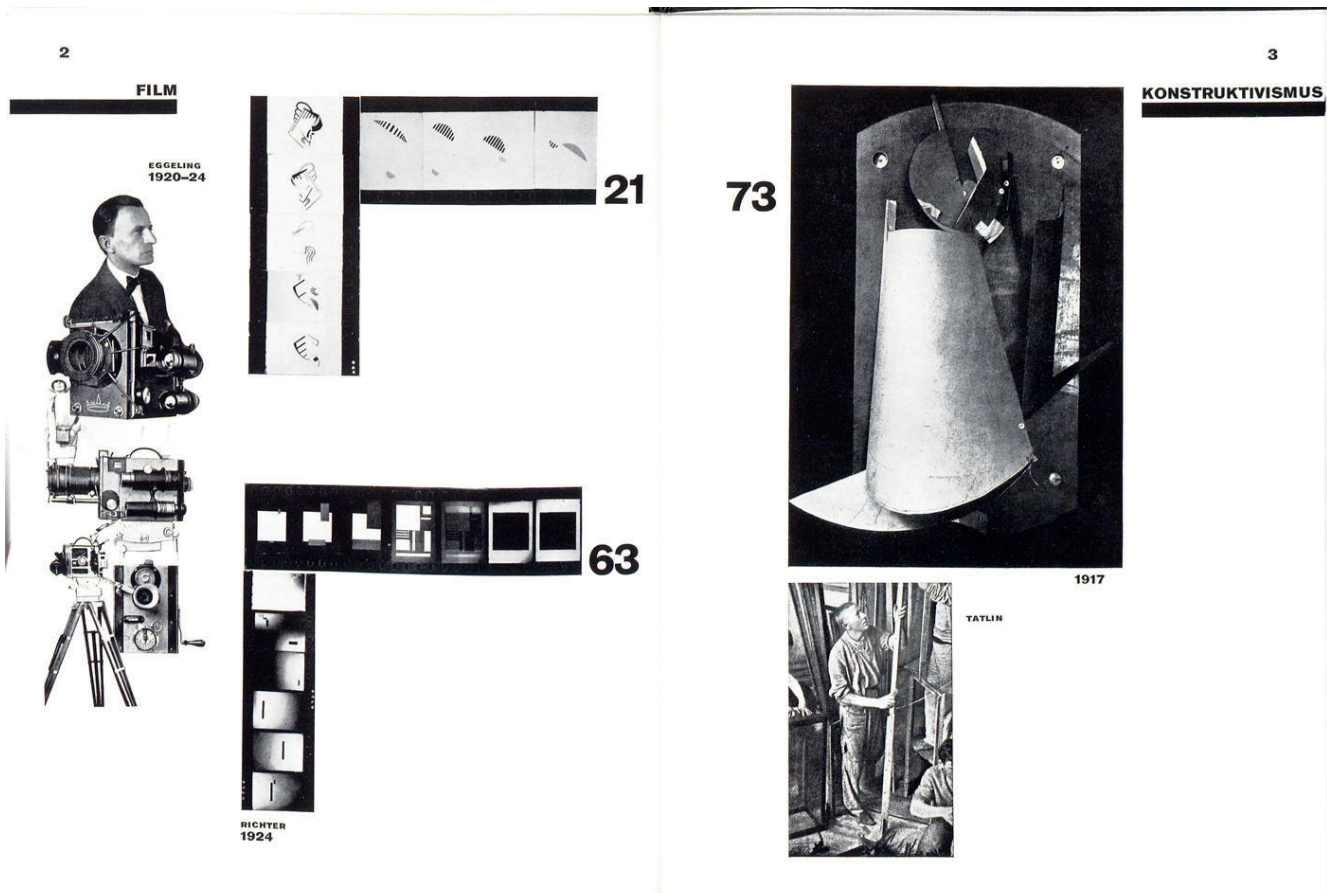 2
FILM
EGGELING
1920–24
21
63
RICHTER
1924
3
KONSTRUKTIVISMUS
73
1917
TATLIN